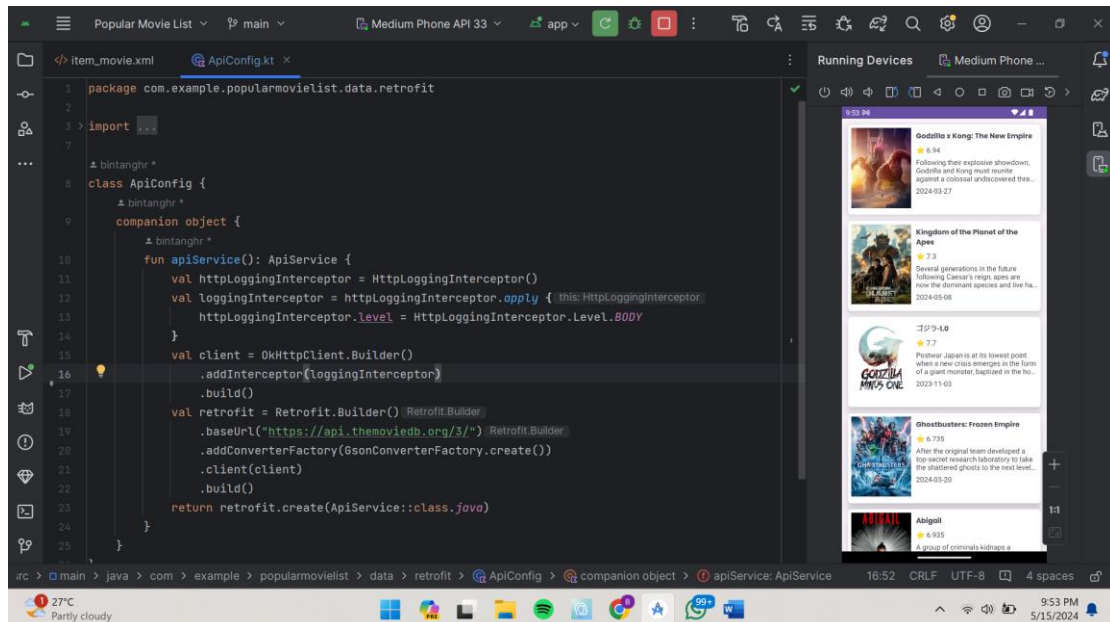 Popular Movie List
main
Medium Phone API 33
app
item_movie.xml
ApiConfig.kt
Running Devices
Medium Phone ...
1 package com.example.popularmovielist.data.retrofit
2
3 import ...
7
bintanghr *
8 class ApiConfig {
bintanghr *
9 companion object {
bintanghr *
10 fun apiService(): ApiService {
11 val httpLoggingInterceptor = HttpLoggingInterceptor()
12 val loggingInterceptor = httpLoggingInterceptor.apply { this: HttpLoggingInterceptor
13 httpLoggingInterceptor.level = HttpLoggingInterceptor.Level.BODY
14 }
15 val client = OkHttpClient.Builder()
16 .addInterceptor(loggingInterceptor)
17 .build()
18 val retrofit = Retrofit.Builder() Retrofit.Builder
19 .baseUrl("https://api.themoviedb.org/3/") Retrofit.Builder
20 .addConverterFactory(GsonConverterFactory.create())
21 .client(client)
22 .build()
23 return retrofit.create(ApiService::class.java)
24 }
25 }
9:53
Godzilla x Kong: The New Empire
6.94
Following their explosive showdown,
Godzilla and Kong must reunite
against a colossal undiscovered thre...
2024-03-27
Kingdom of the Planet of the
Apes
7.3
Several generations in the future
following Caesar's reign, apes are
now the dominant species and live ha...
2024-05-08
ゴジラ-1.0
7.7
Postwar Japan is at its lowest point
when a new crisis emerges in the form
of a giant monster, baptized in the ho...
2023-11-03
GODZILLA
MINUS ONE
Ghostbusters: Frozen Empire
6.735
After the original team developed a
top-secret research laboratory to take
the shattered ghosts to the next level...
2024-03-20
GHOSTBUSTERS
Abigail
6.935
A group of criminals kidnaps a
ABIGAIL
1:1
src > main > java > com > example > popularmovielist > data > retrofit > ApiConfig > companion object > apiService: ApiService
16:52 CRLF UTF-8 4 spaces
1
27°C
Partly cloudy
PRE
99+
9:53 PM
5/15/2024